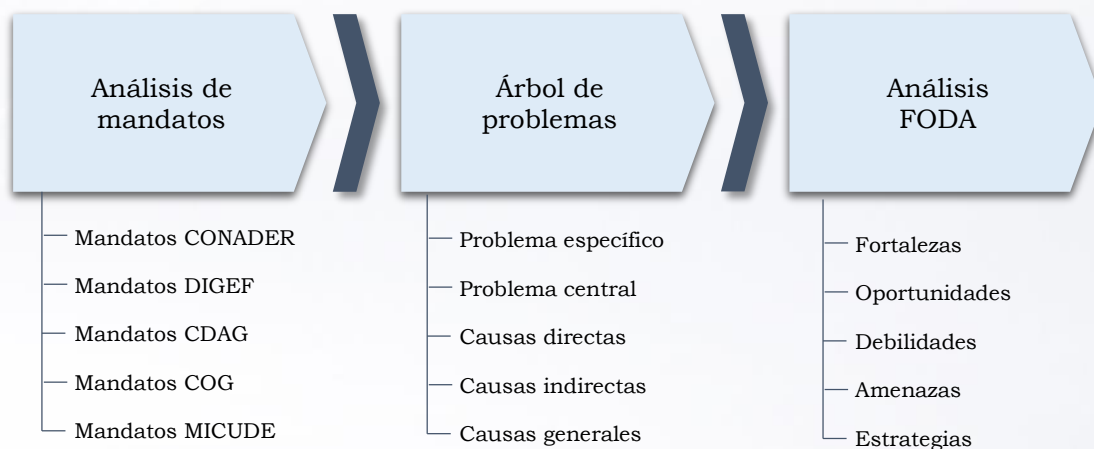 Análisis de
mandatos
Mandatos CONADER
Mandatos DIGEF
Mandatos CDAG
Mandatos COG
Mandatos MICUDE
Árbol de
problemas
Problema específico
Problema central
Causas directas
Causas indirectas
Causas generales
Análisis
FODA
Fortalezas
Oportunidades
Debilidades
Amenazas
Estrategias